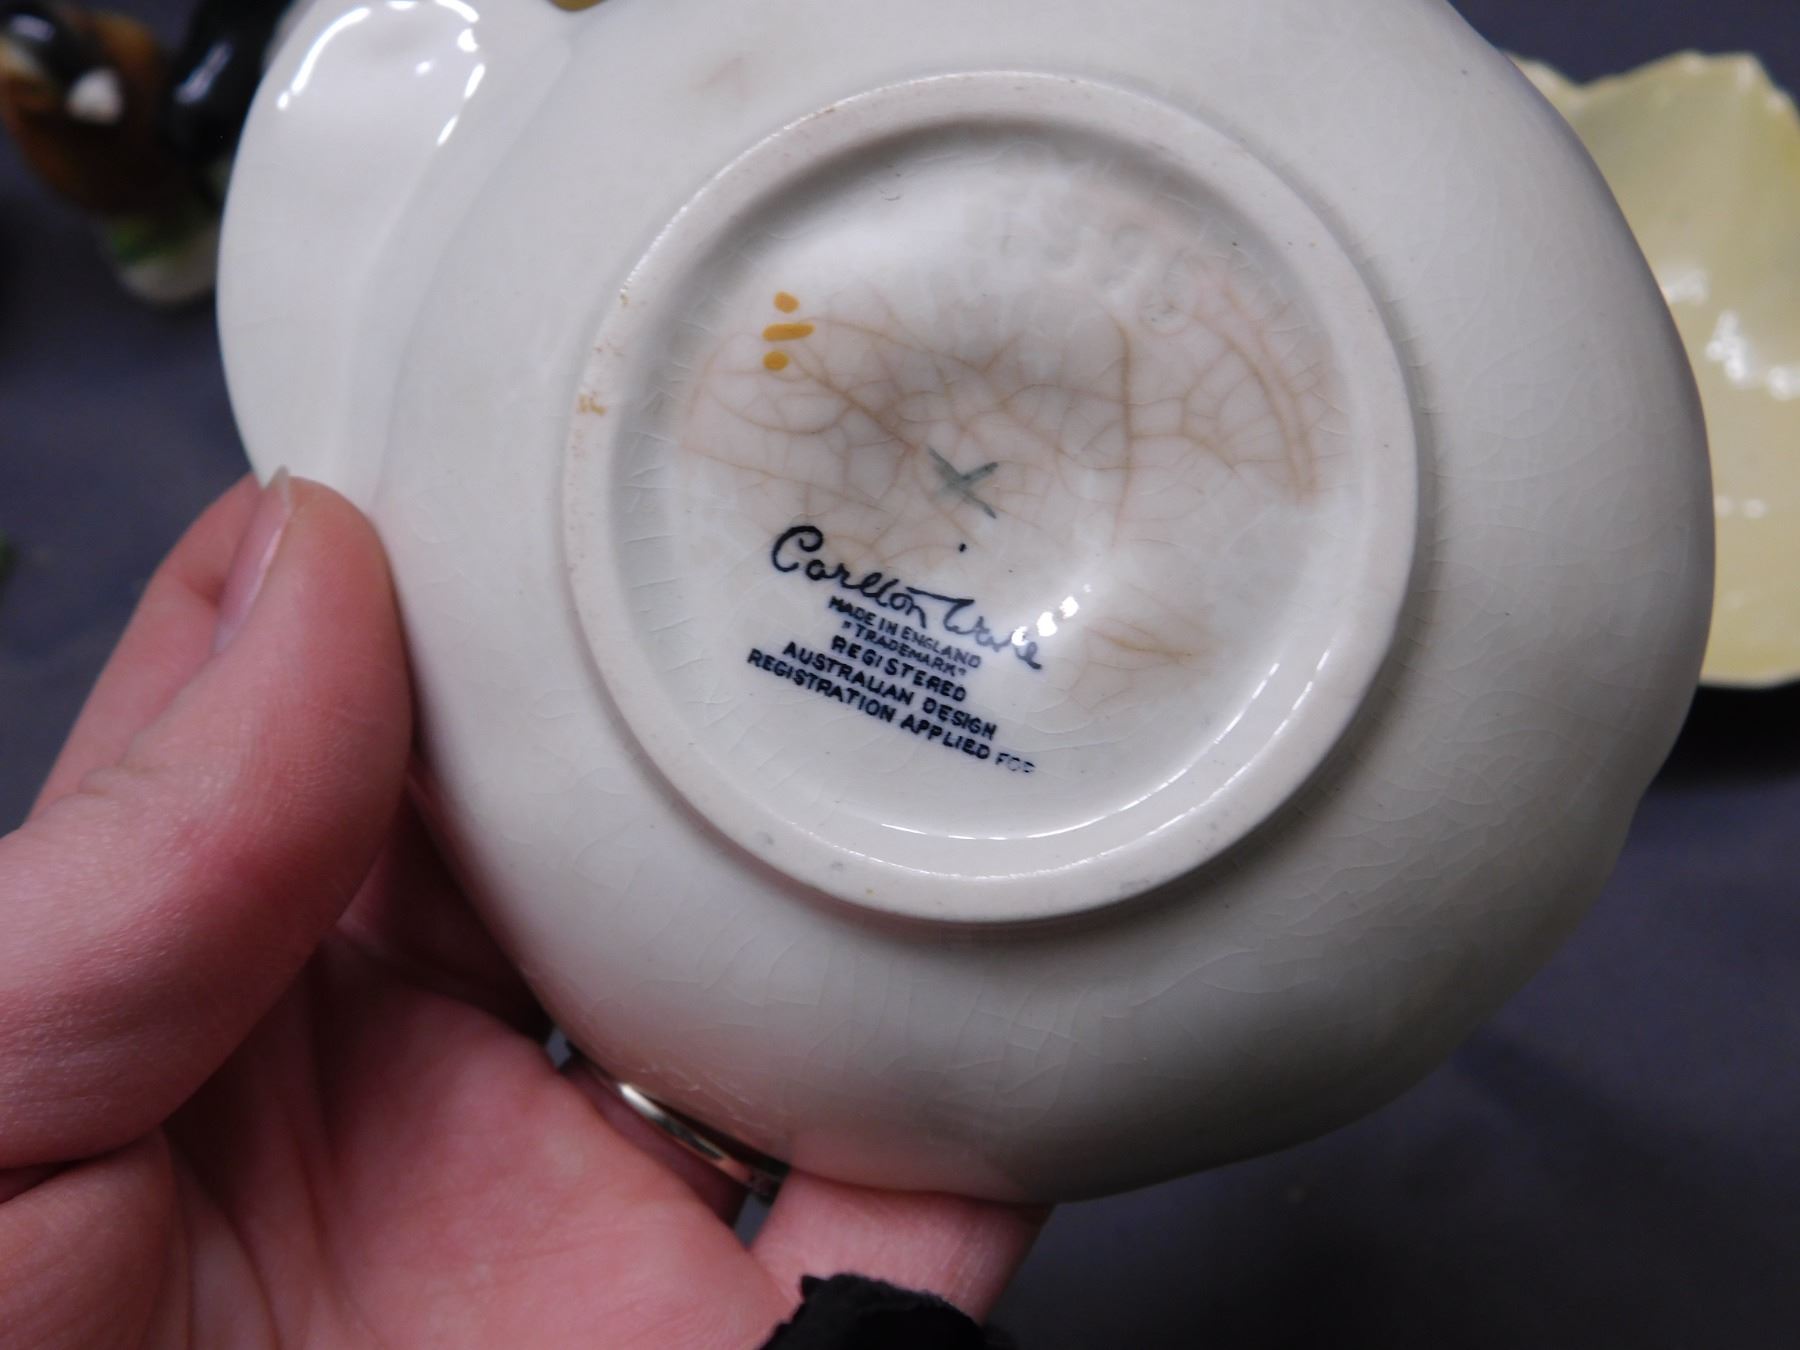 Carlton Ware
MADE IN ENGLAND
"TRADEMARK"
REGISTERED
AUSTRALIAN DESIGN
REGISTRATION APPLIED FOR